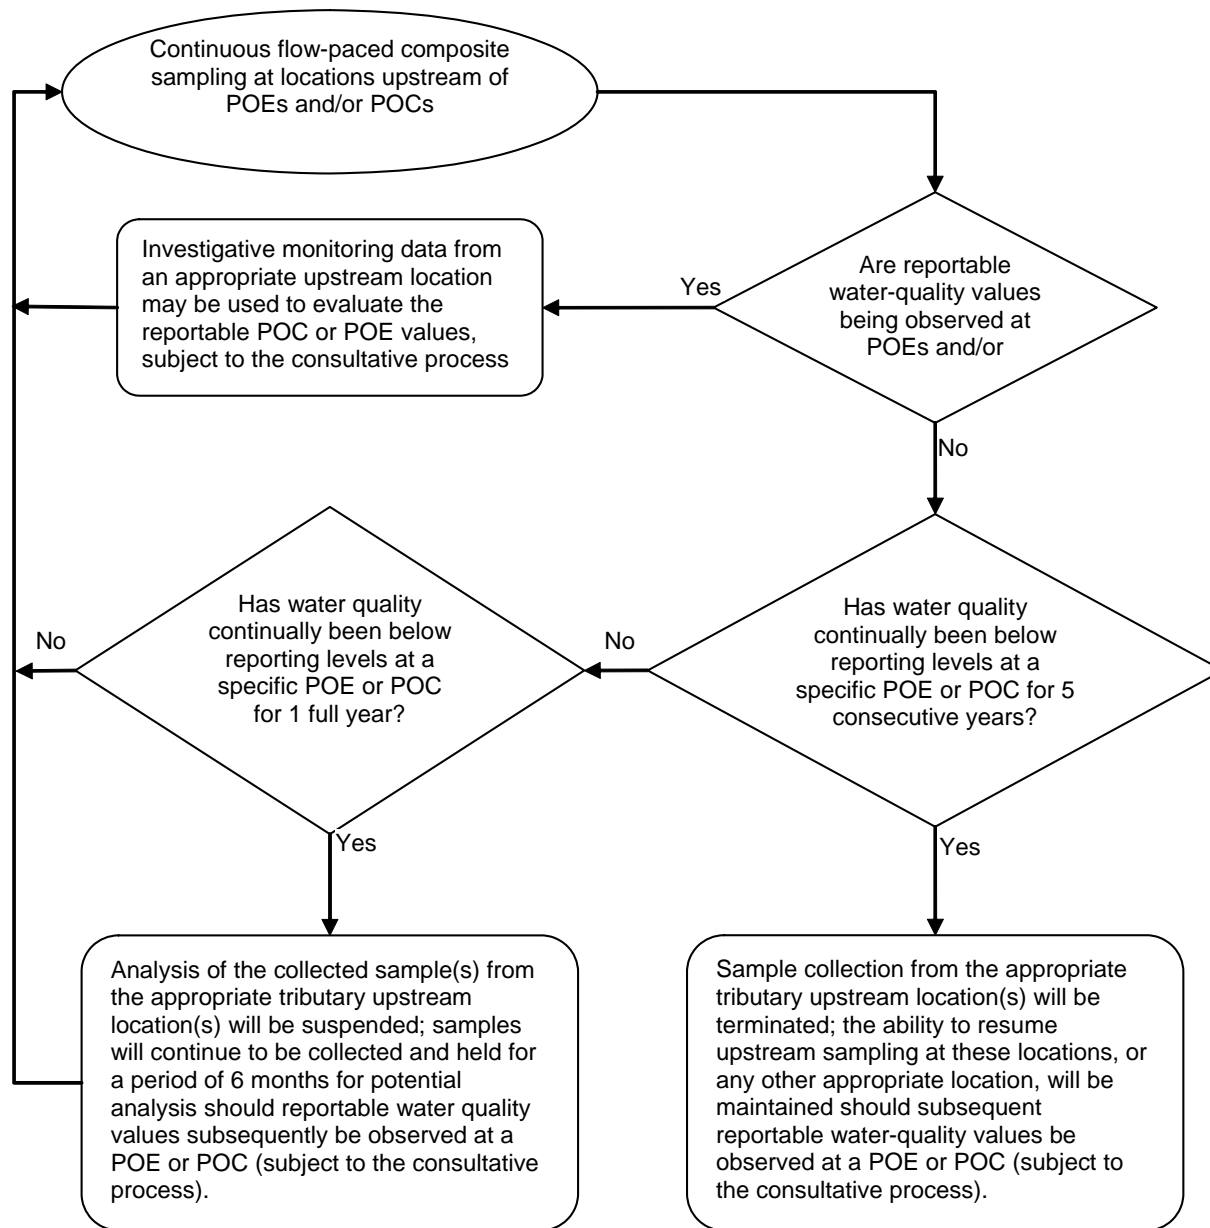 Continuous flow-paced composite
sampling at locations upstream of
POEs and/or POCs
Investigative monitoring data from
an appropriate upstream location
may be used to evaluate the
reportable POC or POE values,
subject to the consultative process
Yes
Are reportable
water-quality values
being observed at
POEs and/or
No
No
Has water quality
continually been below
reporting levels at a
specific POE or POC
for 1 full year?
No
Has water quality
continually been below
reporting levels at a
specific POE or POC for 5
consecutive years?
Yes
Yes
Analysis of the collected sample(s) from
the appropriate tributary upstream
location(s) will be suspended; samples
will continue to be collected and held for
a period of 6 months for potential
analysis should reportable water quality
values subsequently be observed at a
POE or POC (subject to the consultative
process).
Sample collection from the appropriate
tributary upstream location(s) will be
terminated; the ability to resume
upstream sampling at these locations, or
any other appropriate location, will be
maintained should subsequent
reportable water-quality values be
observed at a POE or POC (subject to
the consultative process).